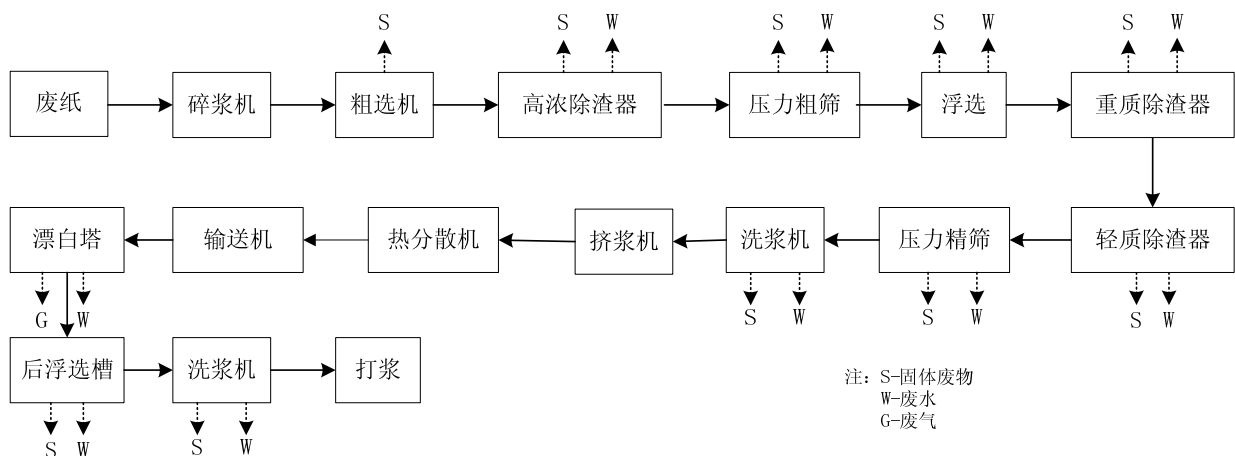 S S W S W S W S W
废纸 碎浆机 粗选机 高浓除渣器 压力粗筛 浮选 重质除渣器
漂白塔 输送机 热分散机 挤浆机 洗浆机 压力精筛 轻质除渣器
G W S W S W S W
后浮选槽 洗浆机 打浆
注: S-固体废物
W-废水
G-废气
S W S W